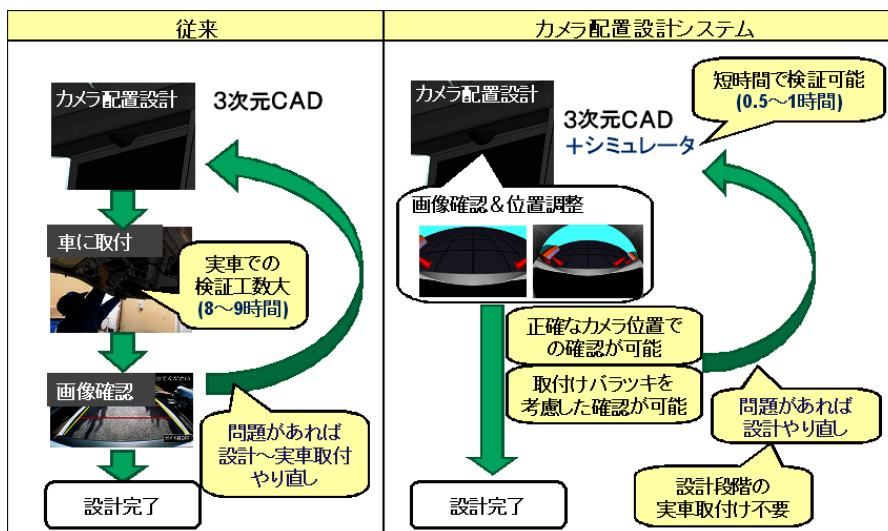 従来
カメラ配置設計システム
カメラ配置設計
3次元CAD
車に取付
実車での
検証工数大
(8～9時間)
画像確認
問題があれば
設計～実車取付
やり直し
設計完了
カメラ配置設計
3次元CAD
＋シミュレータ
短時間で検証可能
(0.5～1時間)
画像確認＆位置調整
正確なカメラ位置で
の確認が可能
取付けバラツキを
考慮した確認が可能
問題があれば
設計やり直し
設計段階の
実車取付け不要
設計完了